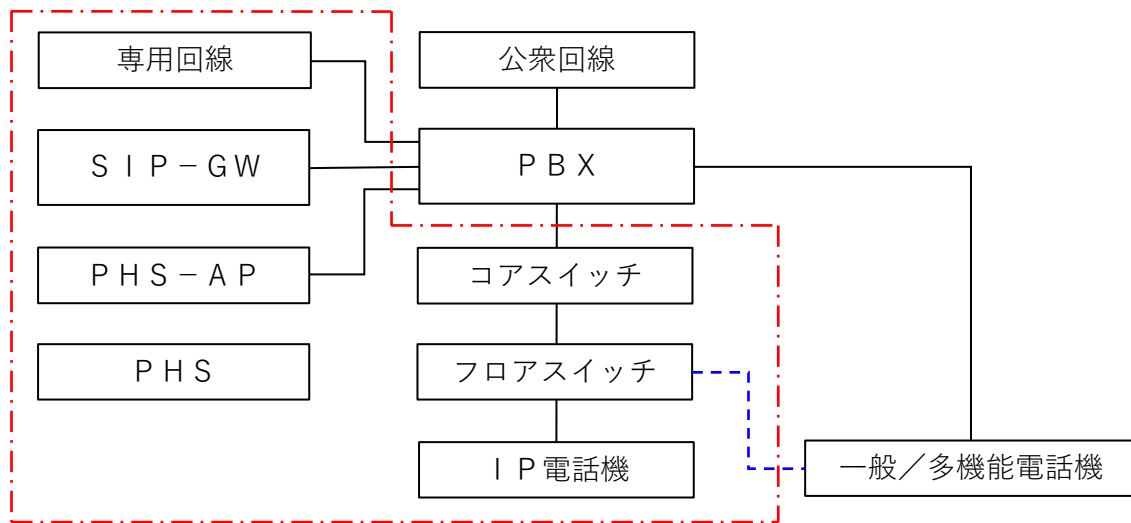 専用回線
公衆回線
ＳＩＰ－ＧＷ
ＰＢＸ
ＰＨＳ－ＡＰ
コアスイッチ
ＰＨＳ
フロアスイッチ
ＩＰ電話機
一般／多機能電話機